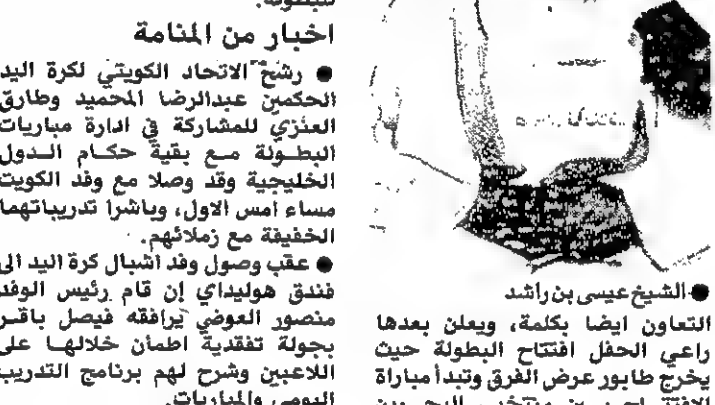 ● الشيخ عيسى بن راشد
التعاون ايضا بكلمة، ويعلن بعدها
راعي الحفل افتتاح البطولة حيث
يخرج طابور عرض الفرق وتبدأ مباراة
اخبار من المنامة
● رشح الاتحاد الكويتي لكرة اليد
الحكمين عبدالرضا المحميد وطارق
العنزي للمشاركة في ادارة مباريات
البطولة مع بقية حكام الدول
الخليجية وقد وصلا مع وفد الكويت
مساء امس الاول، وباشرا تدريباتهما
الخفيفة مع زملائهم.
● عقب وصول وفد اشبال كرة اليد الى
فندق هوليداي إن قام رئيس الوفد
منصور العوضي يرافقه فيصل باقر
بجولة تفقدية اطمأن خلالها على
اللاعبين وشرح لهم برنامج التدريب
اليومي والمباريات.